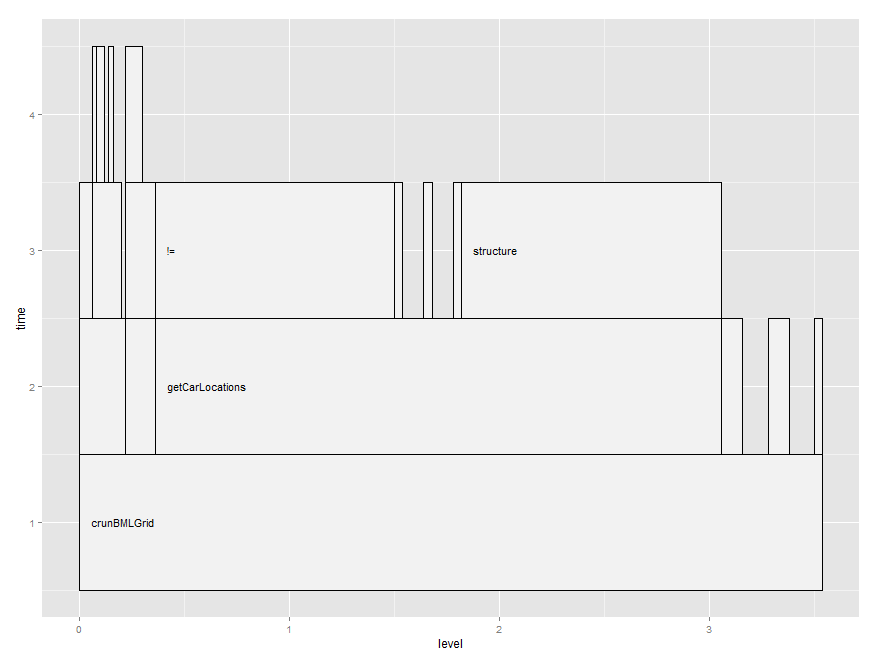 4
3
!=
structure
time
2
getCarLocations
1
crunBMLGrid
0
1
2
3
level